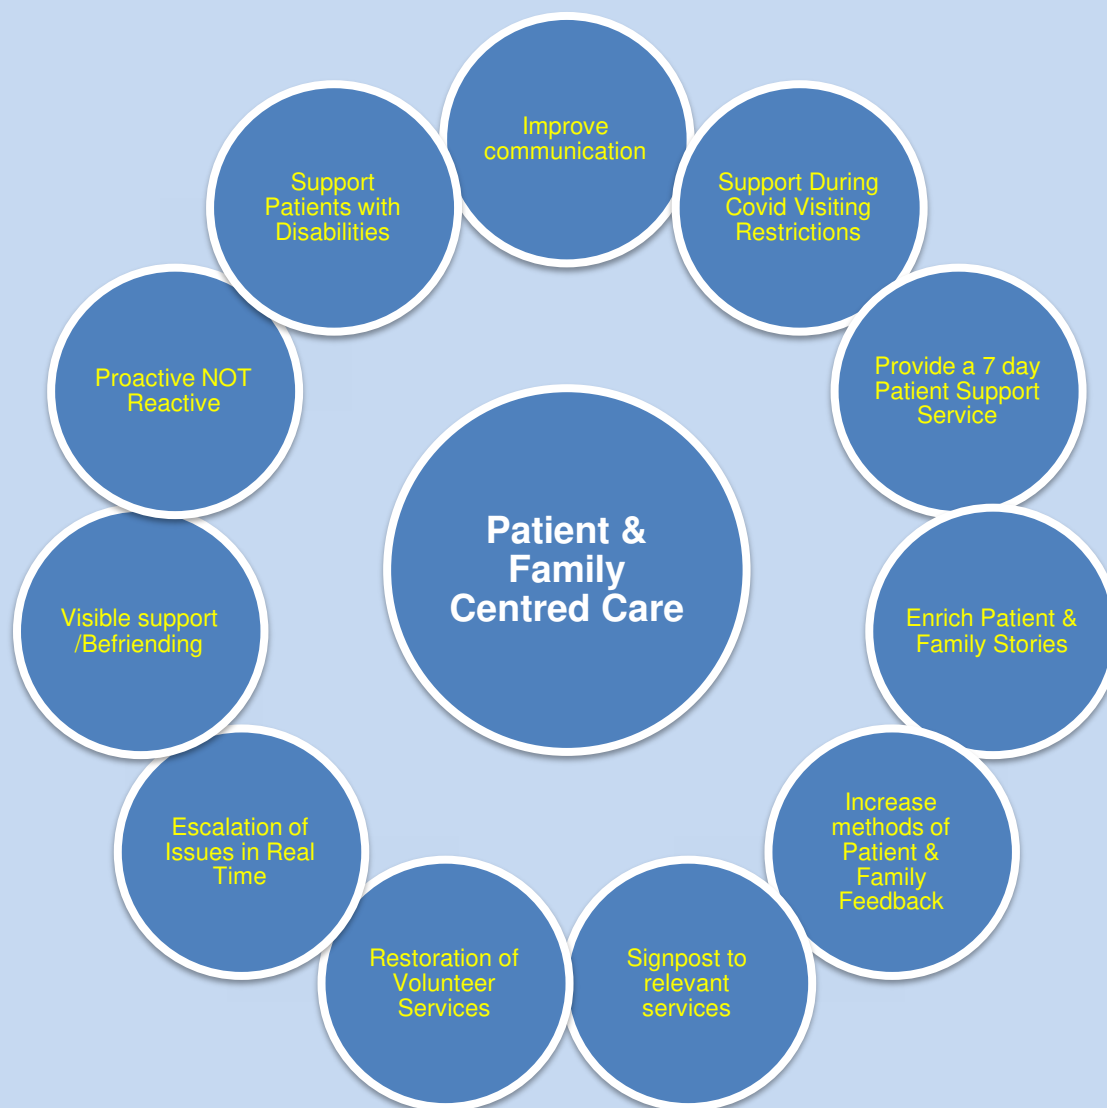 Improve
communication
Support During
Covid Visiting
Restrictions
Provide a 7 day
Patient Support
Service
Enrich Patient &
Family Stories
Increase
methods of
Patient &
Family
Feedback
Signpost to
relevant
services
Restoration of
Volunteer
Services
Escalation of
Issues in Real
Time
Visible support
/Befriending
Proactive NOT
Reactive
Support
Patients with
Disabilities
Patient &
Family
Centred Care